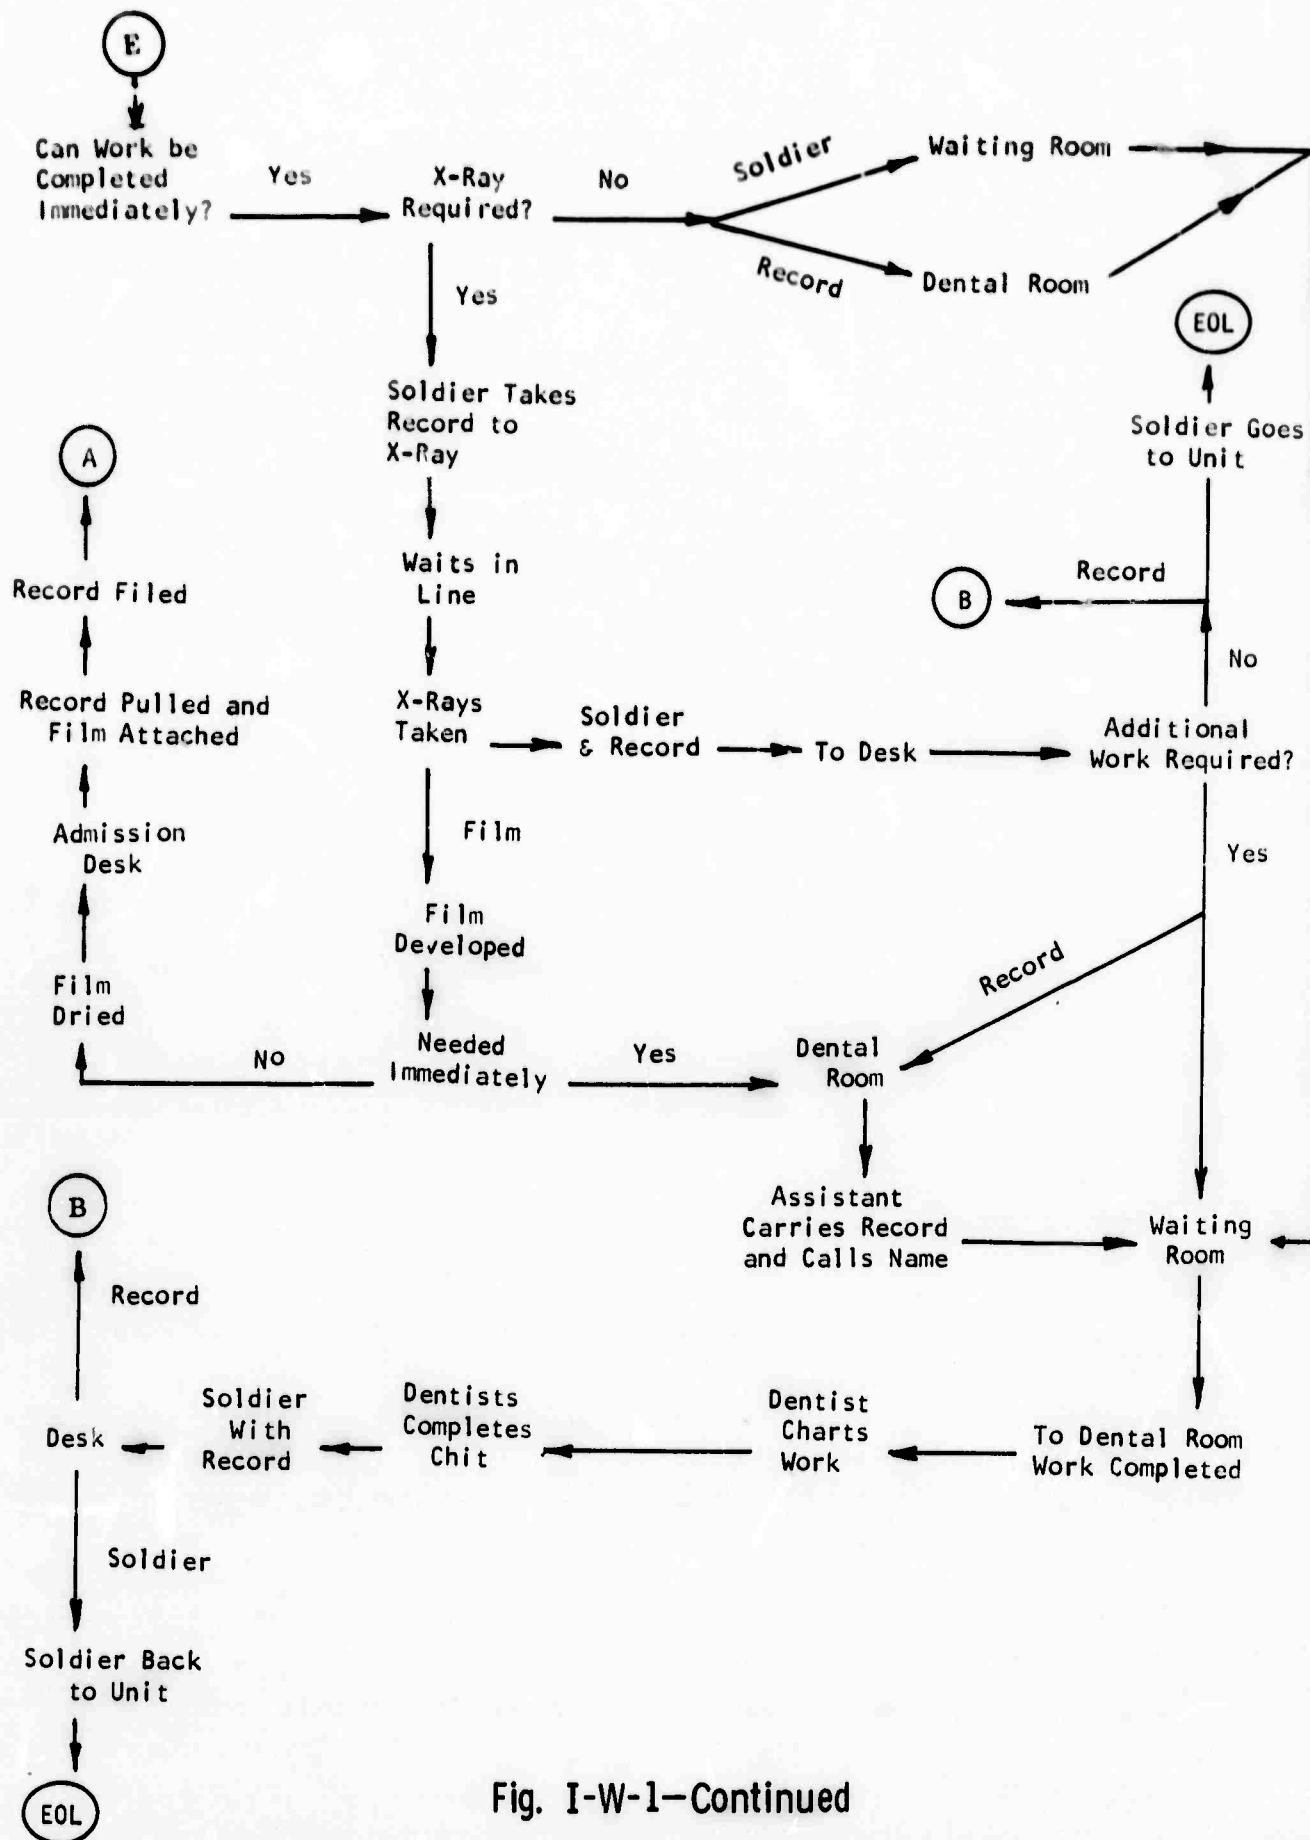 E
Can Work be
Completed
Immediately?
Yes
X-Ray
Required?
No
Soldier
Waiting Room
Record
Dental Room
Yes
EOL
Soldier Goes
to Unit
Soldier Takes
Record to
X-Ray
A
Waits in
Line
Record Filed
Record
B
No
Record Pulled and
Film Attached
X-Rays
Taken
Soldier
& Record
To Desk
Additional
Work Required?
Admission
Desk
Film
Yes
Film
Developed
Record
Film
Dried
No
Needed
Immediately
Yes
Dental
Room
B
Assistant
Carries Record
and Calls Name
Waiting
Room
Record
Desk
Soldier
With
Record
Dentists
Completes
Chit
Dentist
Charts
Work
To Dental Room
Work Completed
Soldier
Soldier Back
to Unit
EOL
Fig. I-W-1—Continued